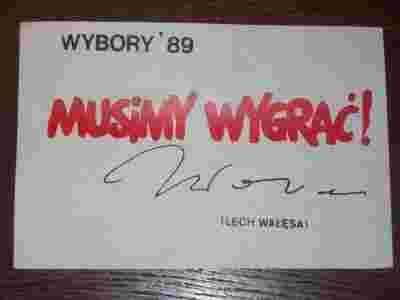 WYBORY '89
MUSiMY WYGRAĆ!
(LECH WAŁĘSA)